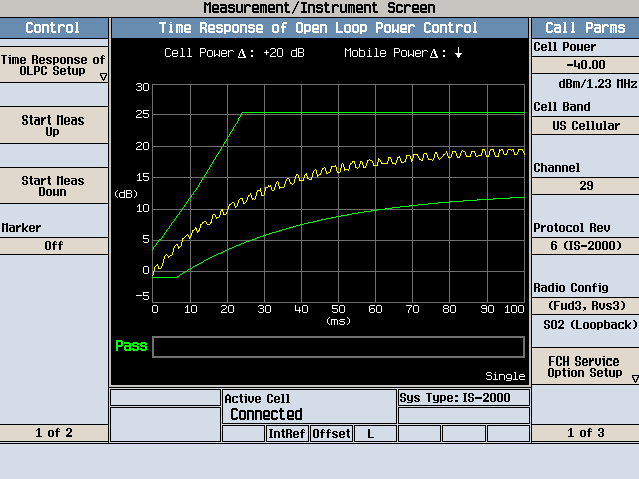 Measurement/Instrument Screen
Control
Time Response of Open Loop Power Control
Call Parms
Time Response of
OLPC Setup
Start Meas
Up
Start Meas
Down
Marker
Off
1 of 2
Cell Power Δ: +20 dB Mobile Power Δ: ↓
30
25
20
15
(dB)
10
5
0
-5
0 10 20 30 40 50 60 70 80 90 100
(ms)
Pass
Single
Active Cell
Connected
Sys Type: IS-2000
IntRef Offset L
Cell Power
-40.00
dBm/1.23 MHz
Cell Band
US Cellular
Channel
29
Protocol Rev
6 (IS-2000)
Radio Config
(Fwd3, Rvs3)
SO2 (Loopback)
FCH Service
Option Setup
1 of 3